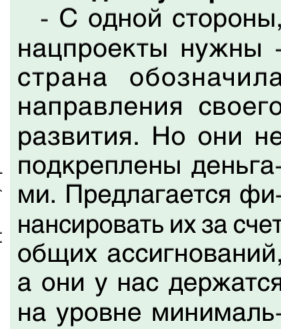 - С одной стороны,
нацпроекты нужны -
страна обозначила
направления своего
развития. Но они не
подкреплены деньга-
ми. Предлагается фи-
нансировать их за счет
общих ассигнований,
а они у нас держатся
на уровне минималь-